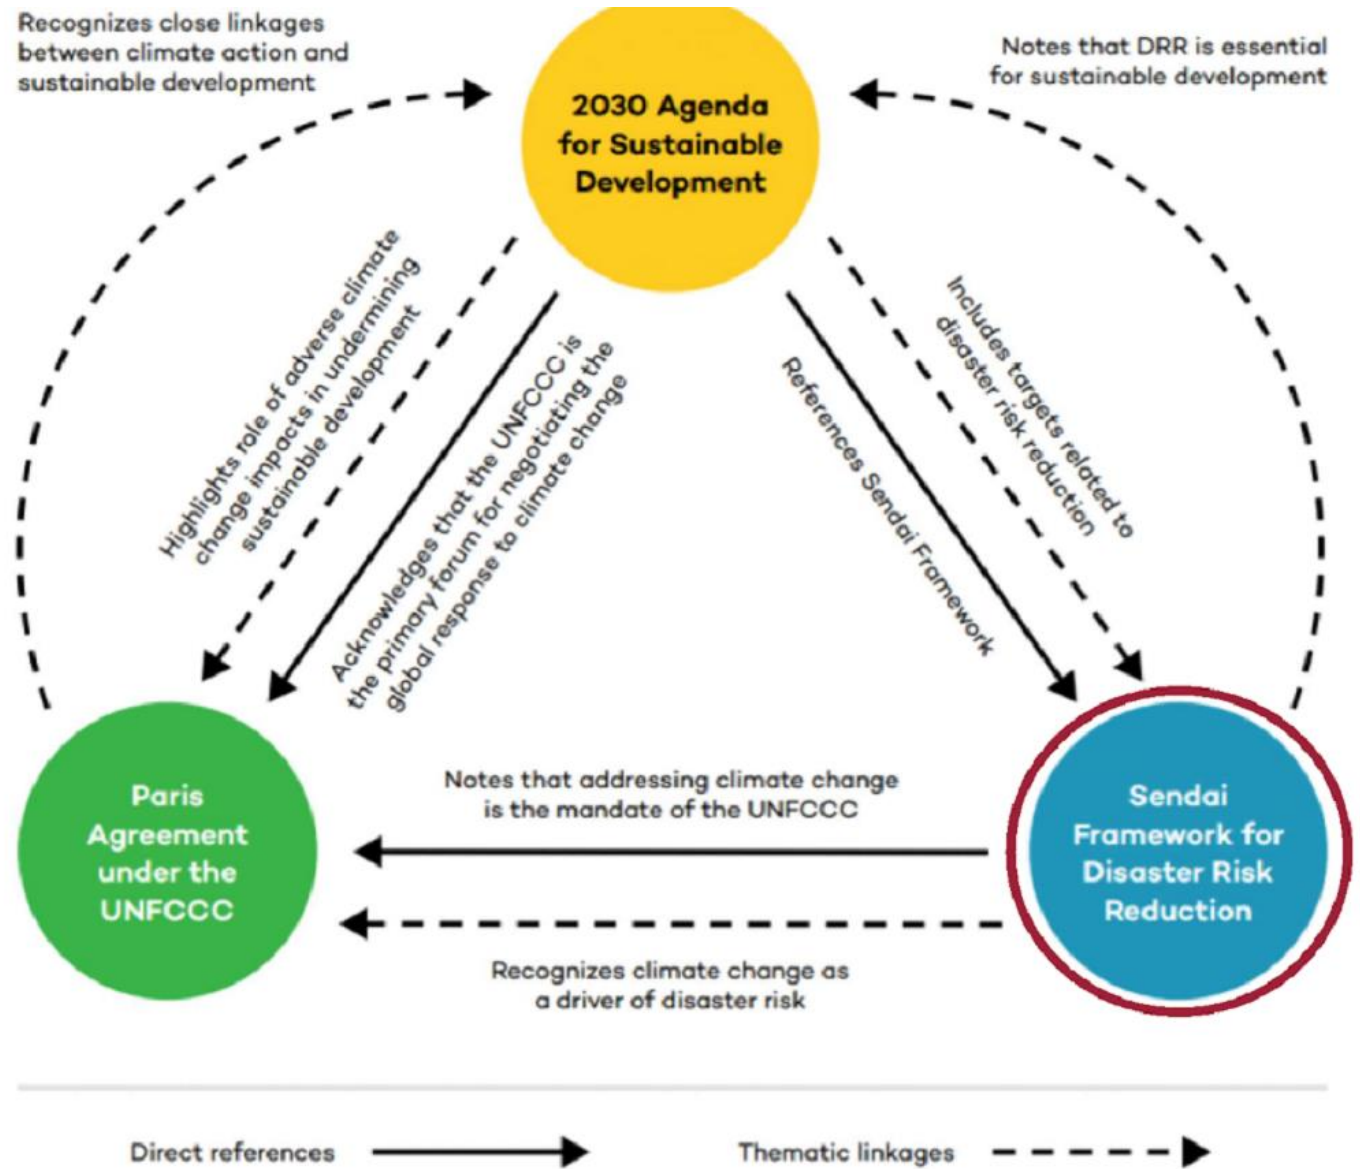 Recognizes close linkages
between climate action and
sustainable development
Notes that DRR is essential
for sustainable development
2030 Agenda
for Sustainable
Development
Highlights role of adverse climate
change impacts in undermining
sustainable development
Acknowledges that the UNFCCC is
the primary forum for negotiating the
global response to climate change
References Sendai Framework
Includes targets related to
disaster risk reduction
Paris
Agreement
under the
UNFCCC
Notes that addressing climate change
is the mandate of the UNFCCC
Recognizes climate change as
a driver of disaster risk
Sendai
Framework for
Disaster Risk
Reduction
Direct references
Thematic linkages